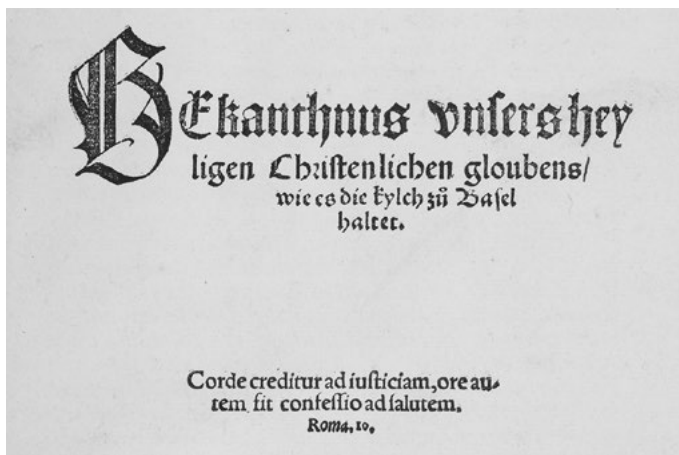 BEkanthnus vnsers hey
ligen Christenlichen gloubens/
wie es die kylch zů Basel
haltet.
Corde creditur ad iusticiam, ore au-
tem fit confessio ad salutem.
Roma. 10.